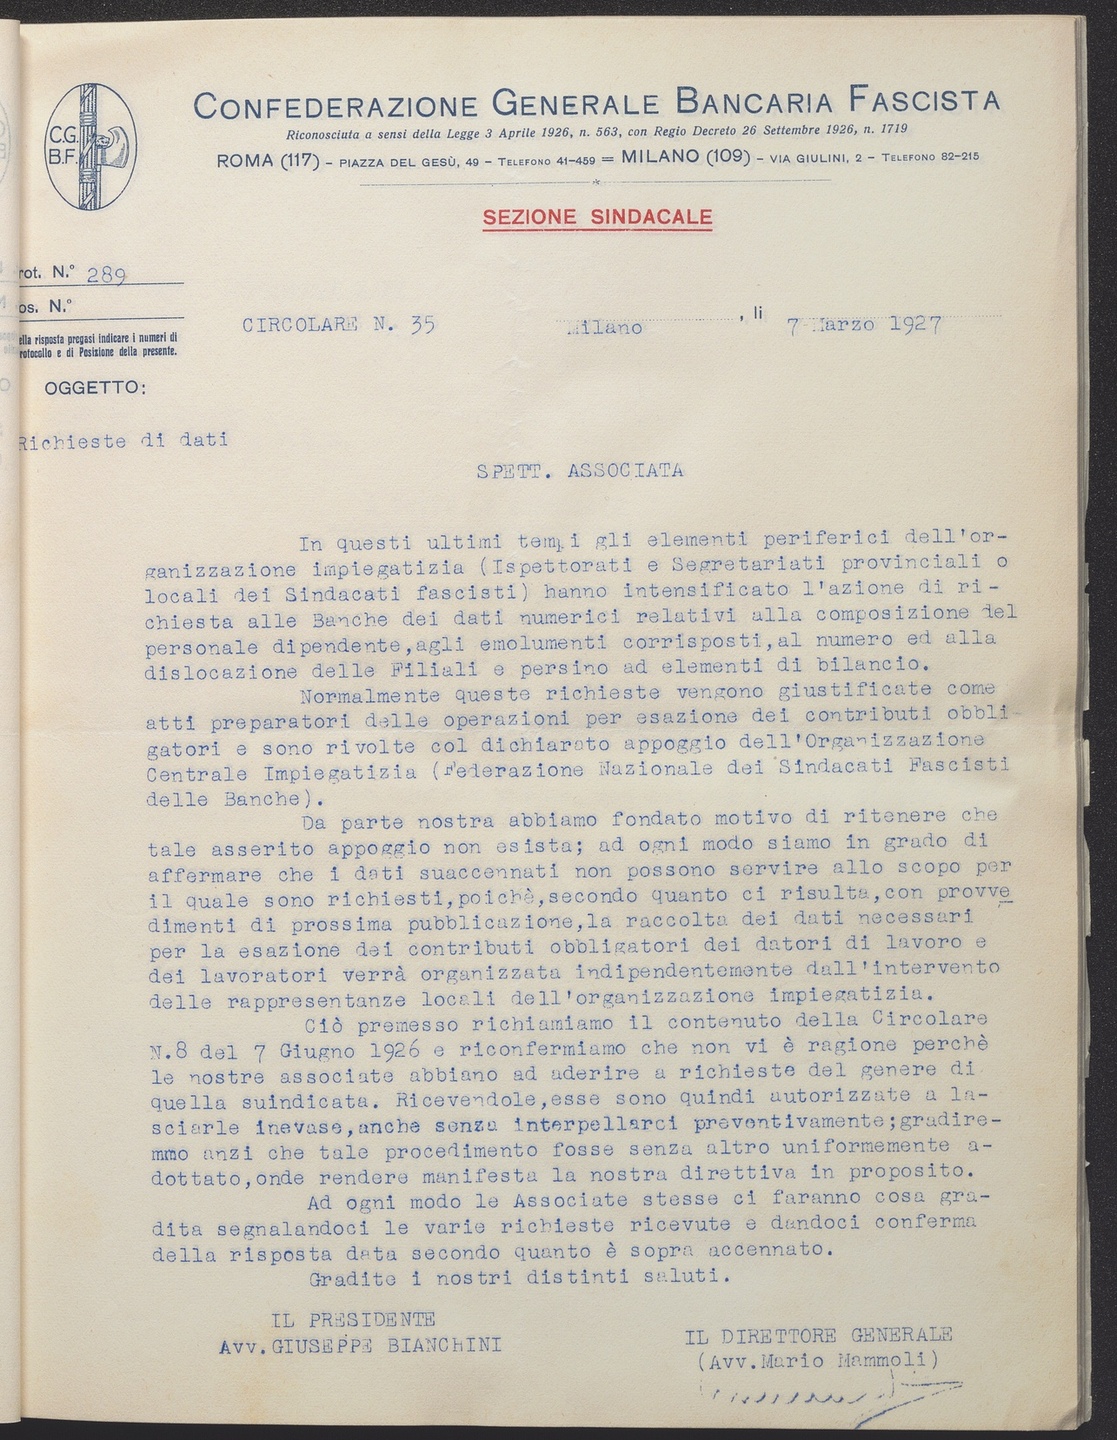 C.G.
B.F.
CONFEDERAZIONE GENERALE BANCARIA FASCISTA
Riconosciuta a sensi della Legge 3 Aprile 1926, n. 563, con Regio Decreto 26 Settembre 1926, n. 1719
ROMA (117) – PIAZZA DEL GESÙ, 49 – TELEFONO 41-459 = MILANO (109) – VIA GIULINI, 2 – TELEFONO 82-215
SEZIONE SINDACALE
rot. N.° 289
os. N.°
ella risposta pregasi indicare i numeri di
rotocollo e di Posizione della presente.
CIRCOLARE N. 35
Milano, li 7 Marzo 1927
OGGETTO:
Richieste di dati
SPETT. ASSOCIATA
In questi ultimi tempi gli elementi periferici dell'or-
ganizzazione impiegatizia (Ispettorati e Segretariati provinciali o
locali dei Sindacati fascisti) hanno intensificato l'azione di ri-
chiesta alle Banche dei dati numerici relativi alla composizione del
personale dipendente,agli emolumenti corrisposti,al numero ed alla
dislocazione delle Filiali e persino ad elementi di bilancio.
Normalmente queste richieste vengono giustificate come
atti preparatori delle operazioni per esazione dei contributi obbli-
gatori e sono rivolte col dichiarato appoggio dell'Organizzazione
Centrale Impiegatizia (Federazione Nazionale dei Sindacati Fascisti
delle Banche).
Da parte nostra abbiamo fondato motivo di ritenere che
tale asserito appoggio non esista; ad ogni modo siamo in grado di
affermare che i dati suaccennati non possono servire allo scopo per
il quale sono richiesti,poichè,secondo quanto ci risulta,con provve
dimenti di prossima pubblicazione,la raccolta dei dati necessari
per la esazione dei contributi obbligatori dei datori di lavoro e
dei lavoratori verrà organizzata indipendentemente dall'intervento
delle rappresentanze locali dell'organizzazione impiegatizia.
Ciò premesso richiamiamo il contenuto della Circolare
N.8 del 7 Giugno 1926 e riconfermiamo che non vi è ragione perchè
le nostre associate abbiano ad aderire a richieste del genere di
quella suindicata. Ricevendole,esse sono quindi autorizzate a la-
sciarle inevase,anche senza interpellarci preventivamente;gradire-
mmo anzi che tale procedimento fosse senza altro uniformemente a-
dottato,onde rendere manifesta la nostra direttiva in proposito.
Ad ogni modo le Associate stesse ci faranno cosa gra-
dita segnalandoci le varie richieste ricevute e dandoci conferma
della risposta data secondo quanto è sopra accennato.
Gradite i nostri distinti saluti.
IL PRESIDENTE
Avv.GIUSEPPE BIANCHINI
IL DIRETTORE GENERALE
(Avv.Mario Mammoli)